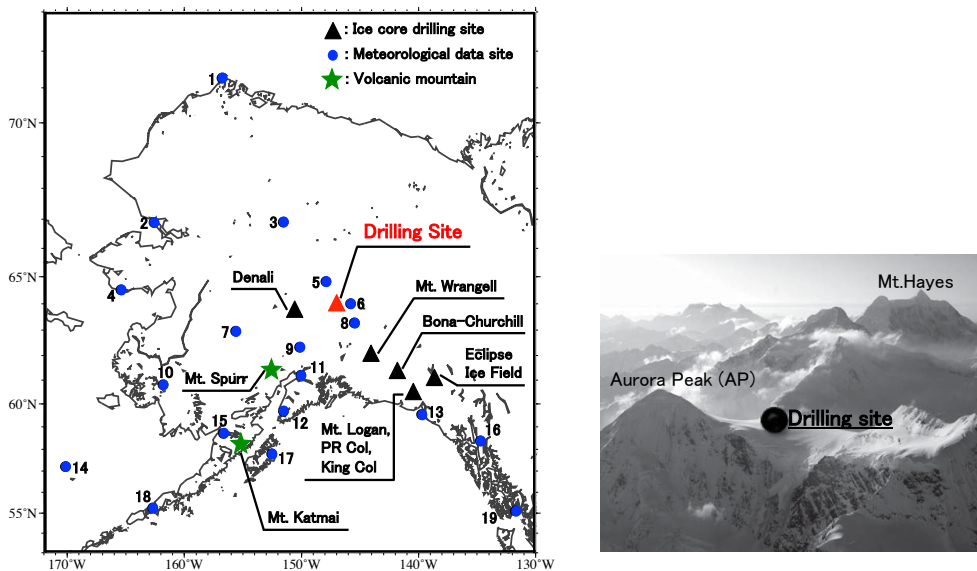 : Ice core drilling site
: Meteorological data site
: Volcanic mountain
1
70°N
2
3
Drilling Site
65°N
Denali
5
4
6
Mt. Wrangell
8
7
Bona-Churchill
9
Eclipse
Ice Field
11
10
Mt. Spurr
60°N
12
13
15
Mt. Logan,
PR Col,
King Col
16
17
14
18
Mt. Katmai
55°N
19
170°W
160°W
150°W
140°W
130°W
Mt.Hayes
Aurora Peak (AP)
Drilling site